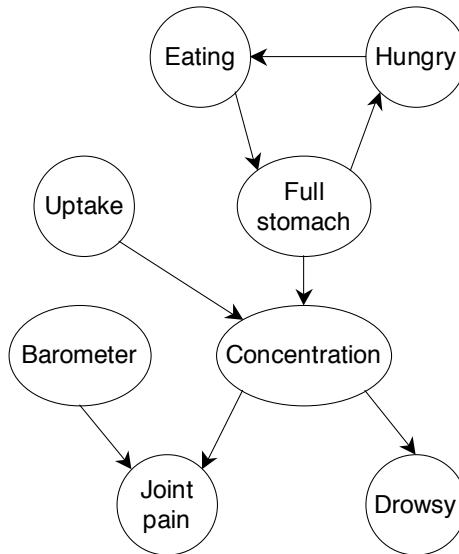 Eating
Hungry
Full
stomach
Uptake
Barometer
Concentration
Joint
pain
Drowsy